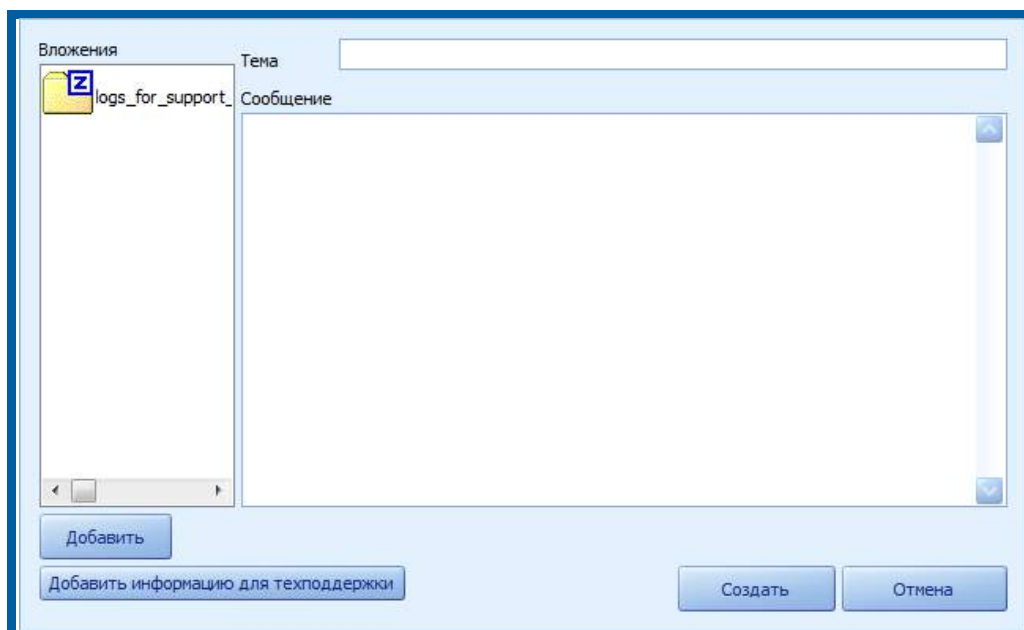 Вложения
Тема
logs_for_support_
Сообщение
Добавить
Добавить информацию для техподдержки
Создать
Отмена